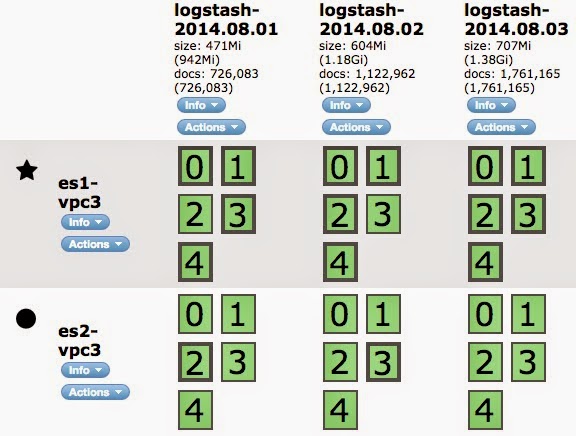 logstash-
2014.08.01
size: 471Mi
(942Mi)
docs: 726,083
(726,083)
Info
Actions
logstash-
2014.08.02
size: 604Mi
(1.18Gi)
docs: 1,122,962
(1,122,962)
Info
Actions
logstash-
2014.08.03
size: 707Mi
(1.38Gi)
docs: 1,761,165
(1,761,165)
Info
Actions
es1-
vpc3
Info
Actions
0 1
2 3
4
0 1
2 3
4
0 1
2 3
4
es2-
vpc3
Info
Actions
0 1
2 3
4
0 1
2 3
4
0 1
2 3
4